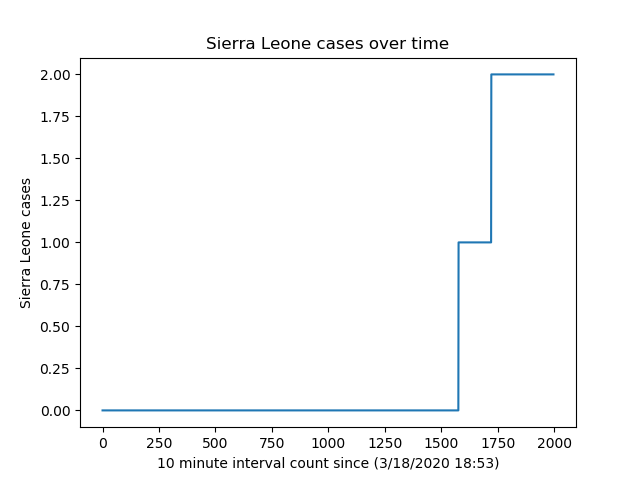 Sierra Leone cases over time
2.00
1.75
1.50
1.25
1.00
0.75
0.50
0.25
0.00
Sierra Leone cases
0 250 500 750 1000 1250 1500 1750 2000
10 minute interval count since (3/18/2020 18:53)